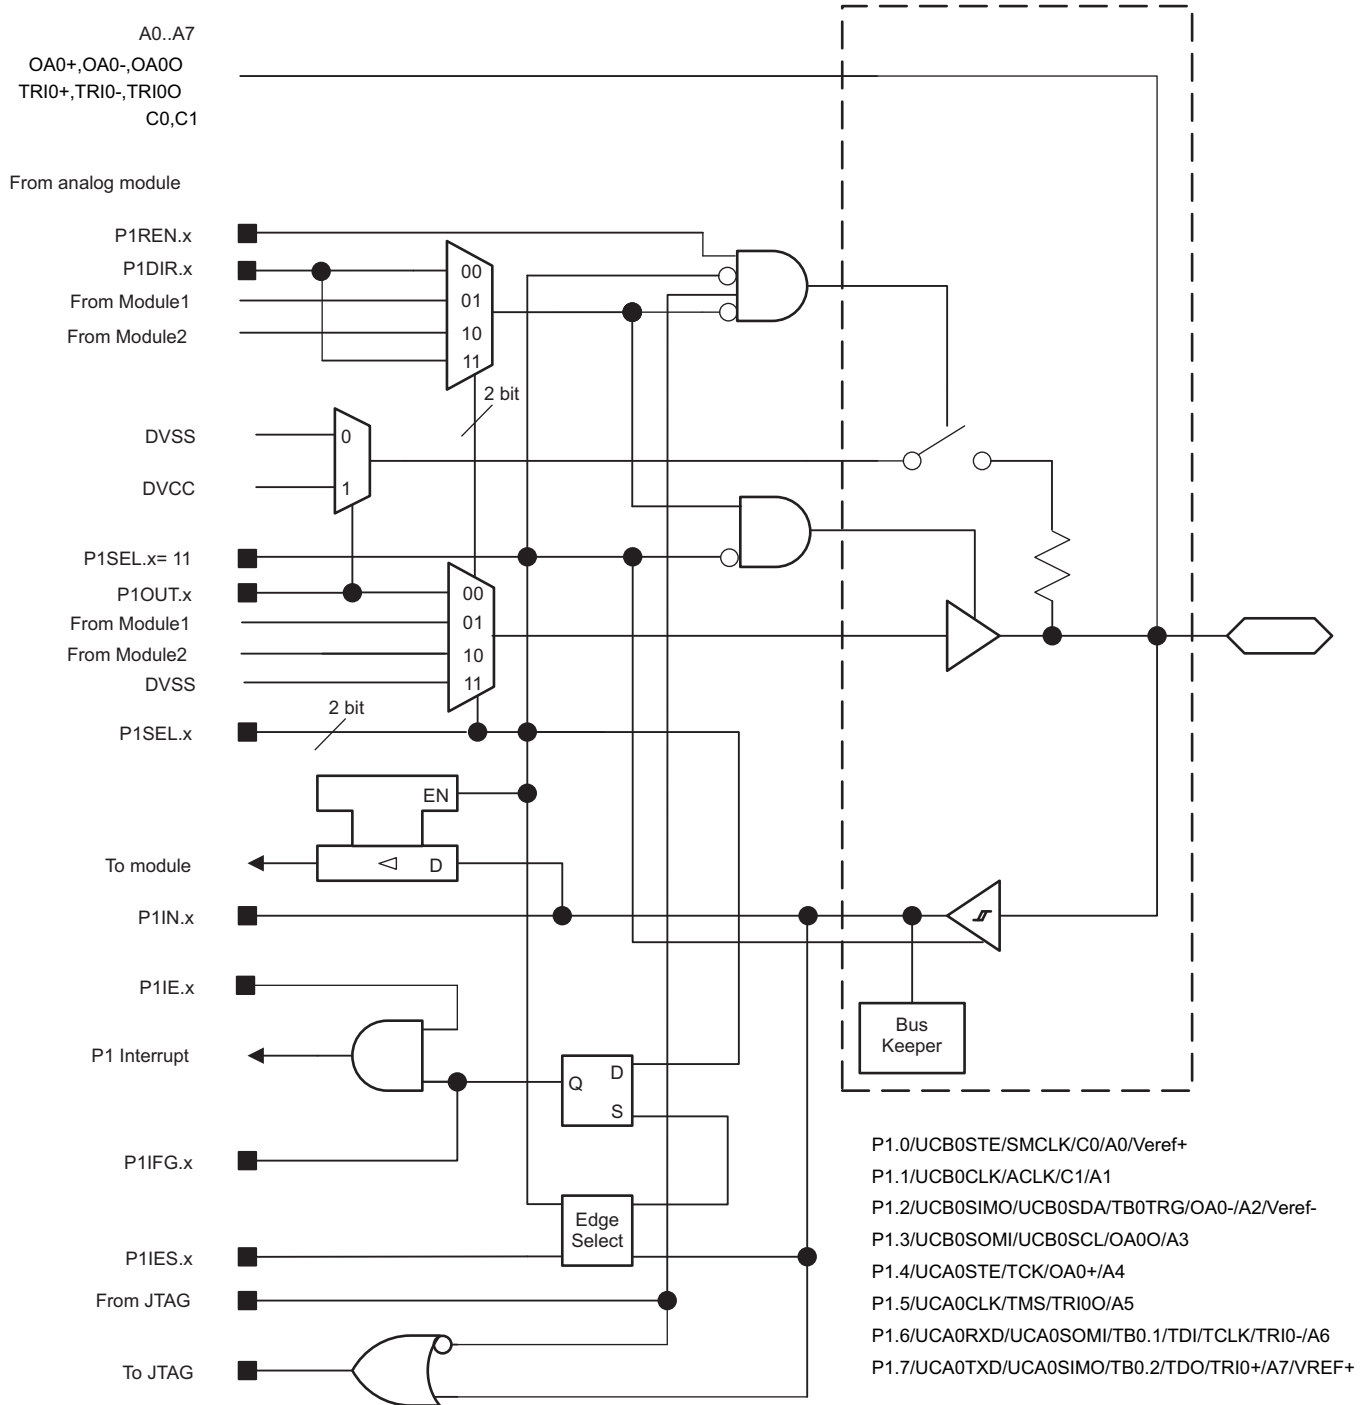 A0..A7
OA0+,OA0-,OA0O
TRI0+,TRI0-,TRI0O
C0,C1
From analog module
P1REN.x
P1DIR.x
From Module1
From Module2
00
01
10
11
2 bit
DVSS
DVCC
0
1
P1SEL.x= 11
P1OUT.x
From Module1
From Module2
DVSS
00
01
10
11
P1SEL.x
2 bit
EN
D
To module
P1IN.x
Bus
Keeper
P1IE.x
P1 Interrupt
Q
D
S
P1IFG.x
Edge
Select
P1IES.x
From JTAG
To JTAG
P1.0/UCB0STE/SMCLK/C0/A0/Veref+
P1.1/UCB0CLK/ACLK/C1/A1
P1.2/UCB0SIMO/UCB0SDA/TB0TRG/OA0-/A2/Veref-
P1.3/UCB0SOMI/UCB0SCL/OA0O/A3
P1.4/UCA0STE/TCK/OA0+/A4
P1.5/UCA0CLK/TMS/TRI0O/A5
P1.6/UCA0RXD/UCA0SOMI/TB0.1/TDI/TCLK/TRI0-/A6
P1.7/UCA0TXD/UCA0SIMO/TB0.2/TDO/TRI0+/A7/VREF+